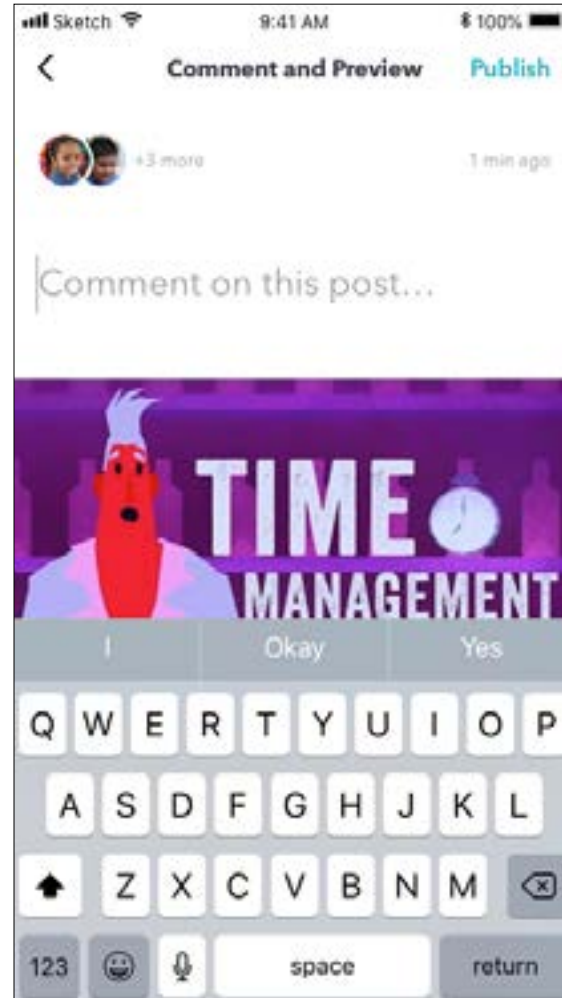 Sketch 9:41 AM 100%
Comment and Preview Publish
+3 more 1 min ago
Comment on this post...
TIME
MANAGEMENT
I Okay Yes
Q W E R T Y U I O P
A S D F G H J K L
Z X C V B N M
123 space return